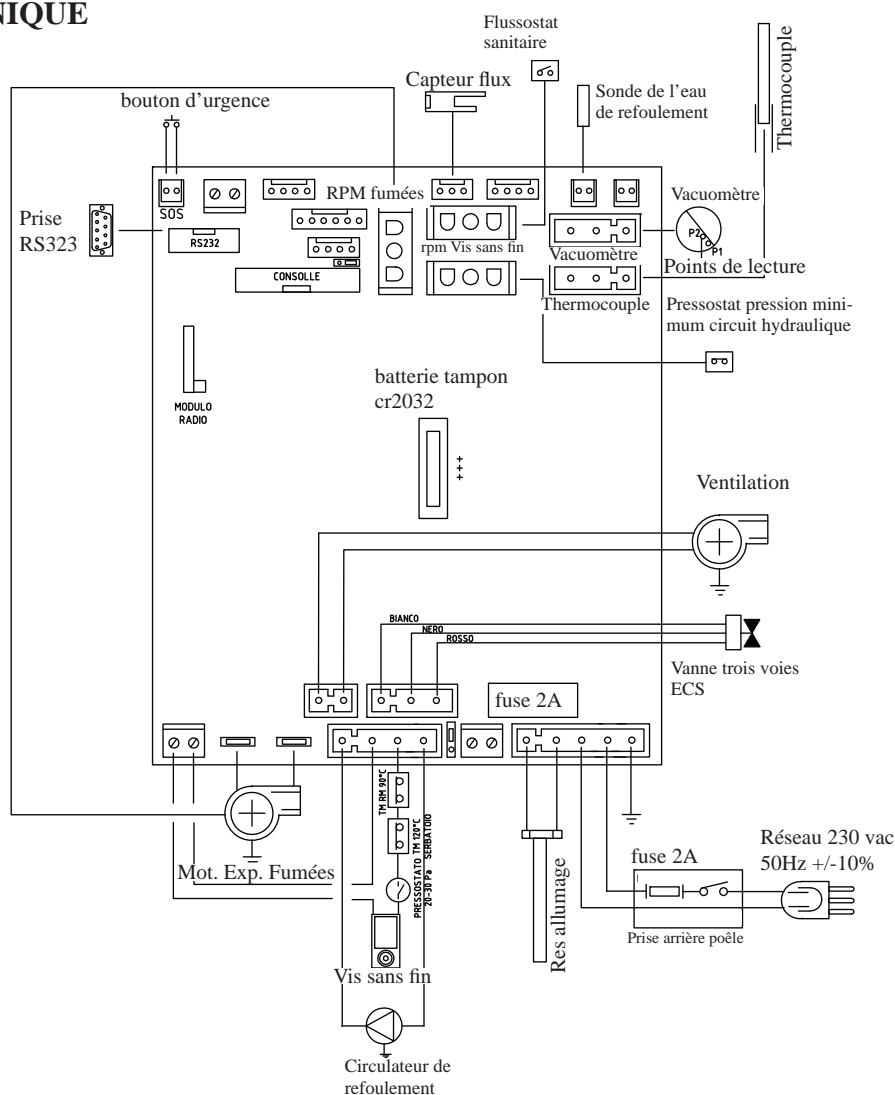 NIQUE
Flussostat
sanitaire
Capteur flux
bouton d'urgence
Sonde de l'eau
de refoulement
Thermocouple
SOS
RPM fumées
Vacuomètre
Prise
RS323
RS232
rpm Vis sans fin
P2
P1
Vacuomètre
CONSOLLE
Points de lecture
Thermocouple
Pressostat pression mini-
mum circuit hydraulique
MODULO
RADIO
batterie tampon
cr2032
+++
Ventilation
BIANCO
NERO
ROSSO
Vanne trois voies
ECS
fuse 2A
TM RM 90°C
PRESSOSTATO TM 120°C
20-30 Pa SERBATOIO
Mot. Exp. Fumées
Res allumage
fuse 2A
Réseau 230 vac
50Hz +/-10%
Prise arrière poêle
Vis sans fin
Circulateur de
refoulement